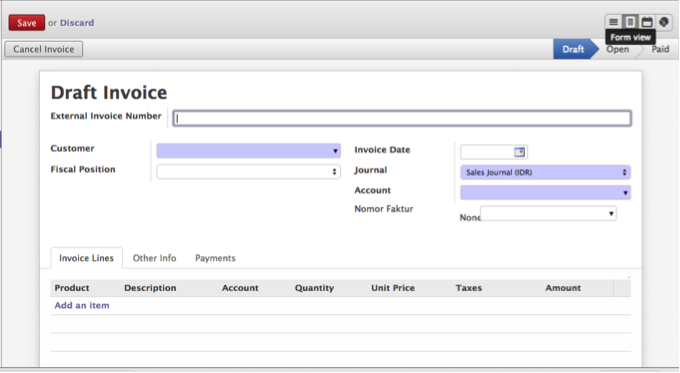 Save or Discard
Form view
Cancel Invoice
Draft Open Paid
Draft Invoice
External Invoice Number
Customer
Invoice Date
Fiscal Position
Journal Sales Journal (IDR)
Account
Nomor Faktur None
Invoice Lines Other Info Payments
Product Description Account Quantity Unit Price Taxes Amount
Add an item